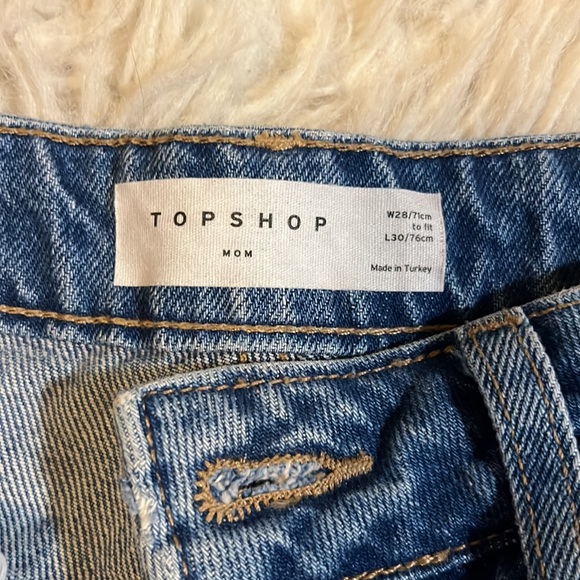 TOPSHOP
MOM
W28/71cm
to fit
L30/76cm
Made in Turkey